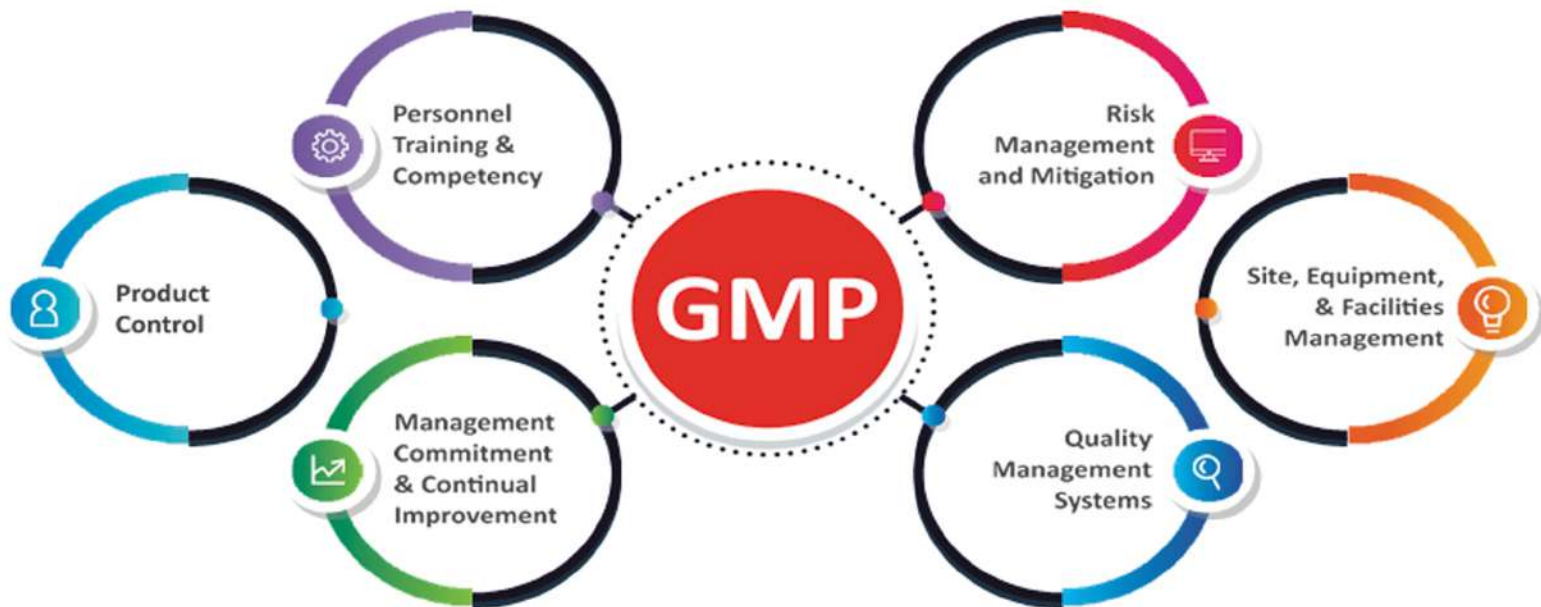 Personnel
Training &
Competency
Risk
Management
and Mitigation
Product
Control
GMP
Site, Equipment,
& Facilities
Management
Management
Commitment
& Continual
Improvement
Quality
Management
Systems